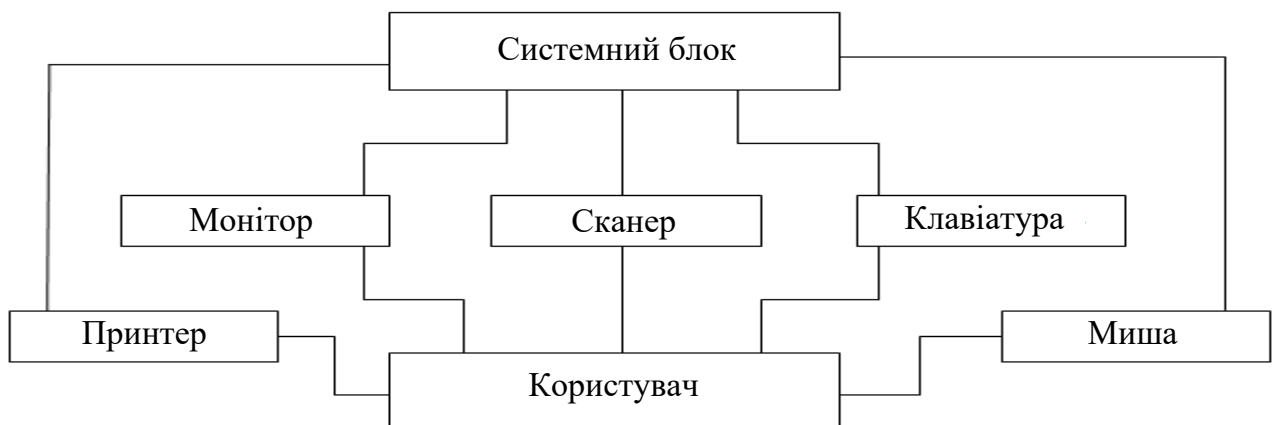 Системний блок
Монітор
Сканер
Клавіатура
Принтер
Миша
Користувач